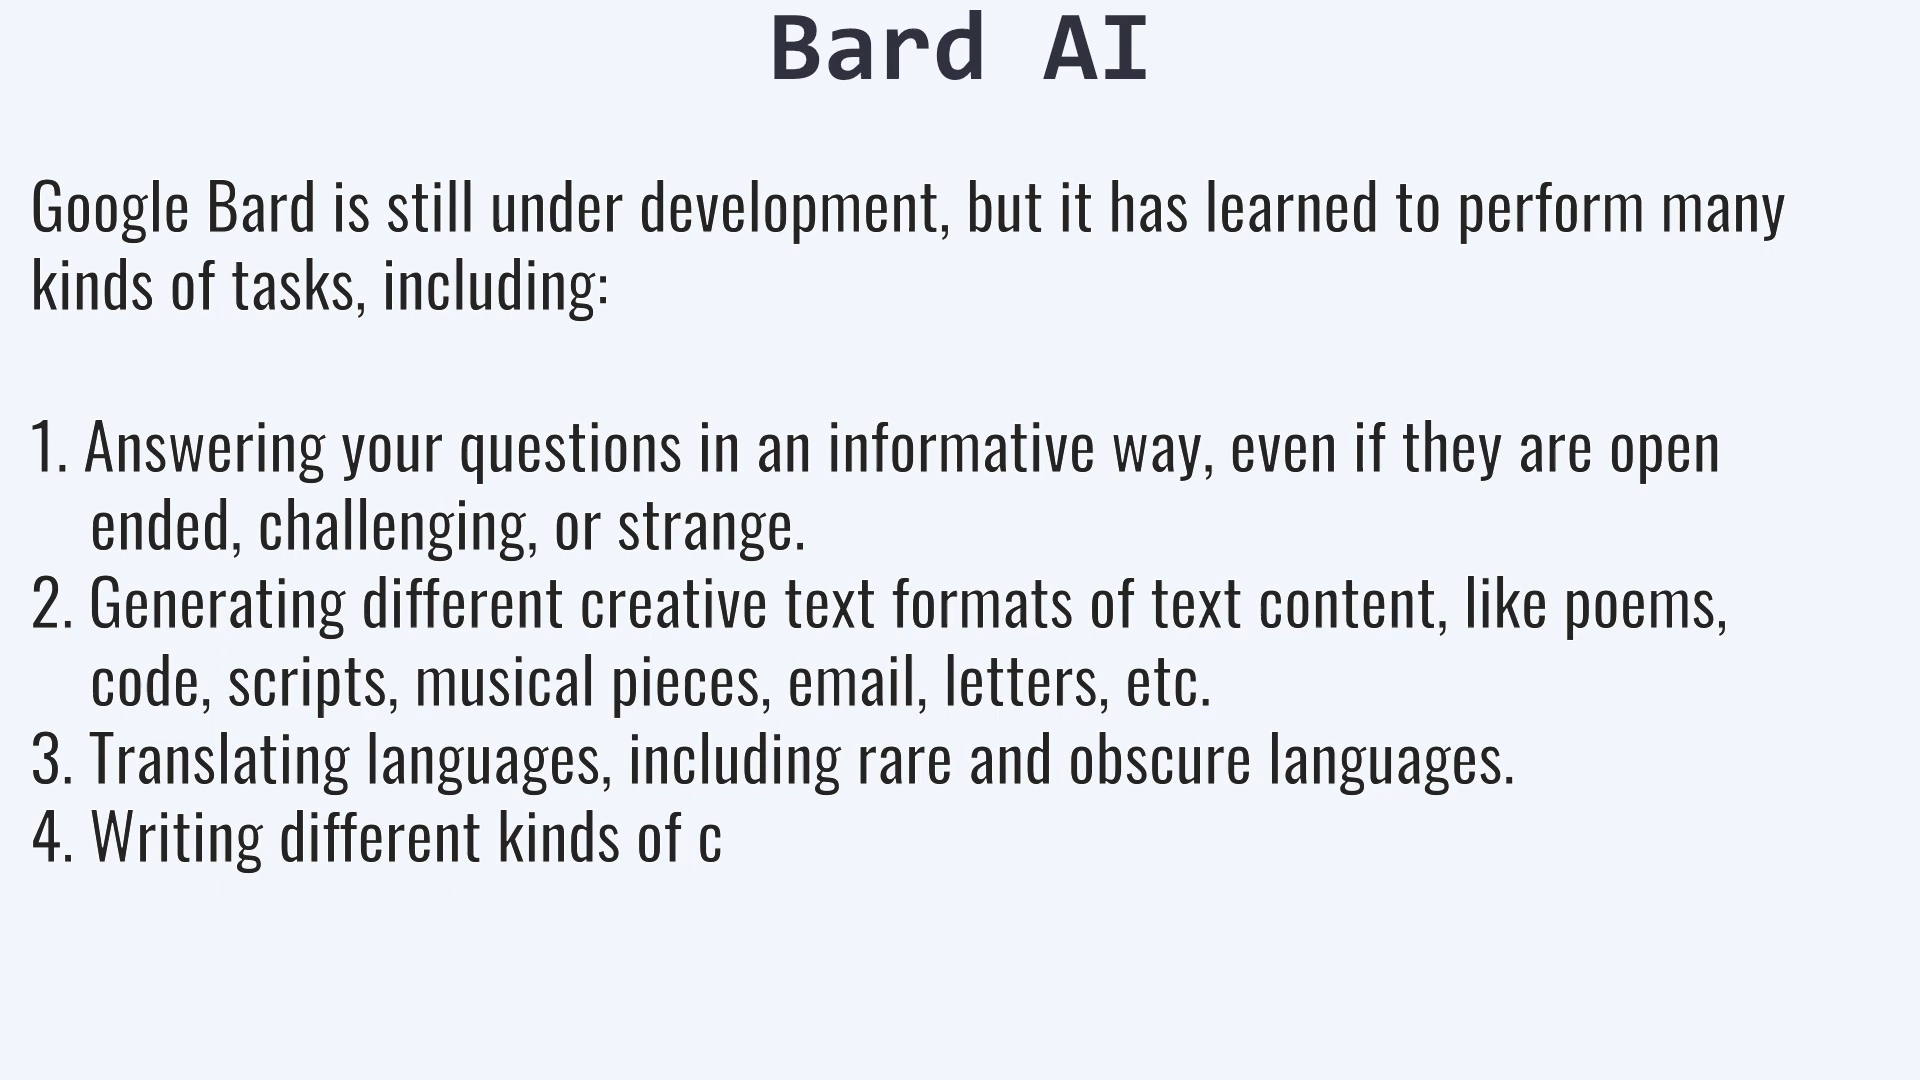 Bard AI
Google Bard is still under development, but it has learned to perform many
kinds of tasks, including:
1. Answering your questions in an informative way, even if they are open
ended, challenging, or strange.
2. Generating different creative text formats of text content, like poems,
code, scripts, musical pieces, email, letters, etc.
3. Translating languages, including rare and obscure languages.
4. Writing different kinds of c